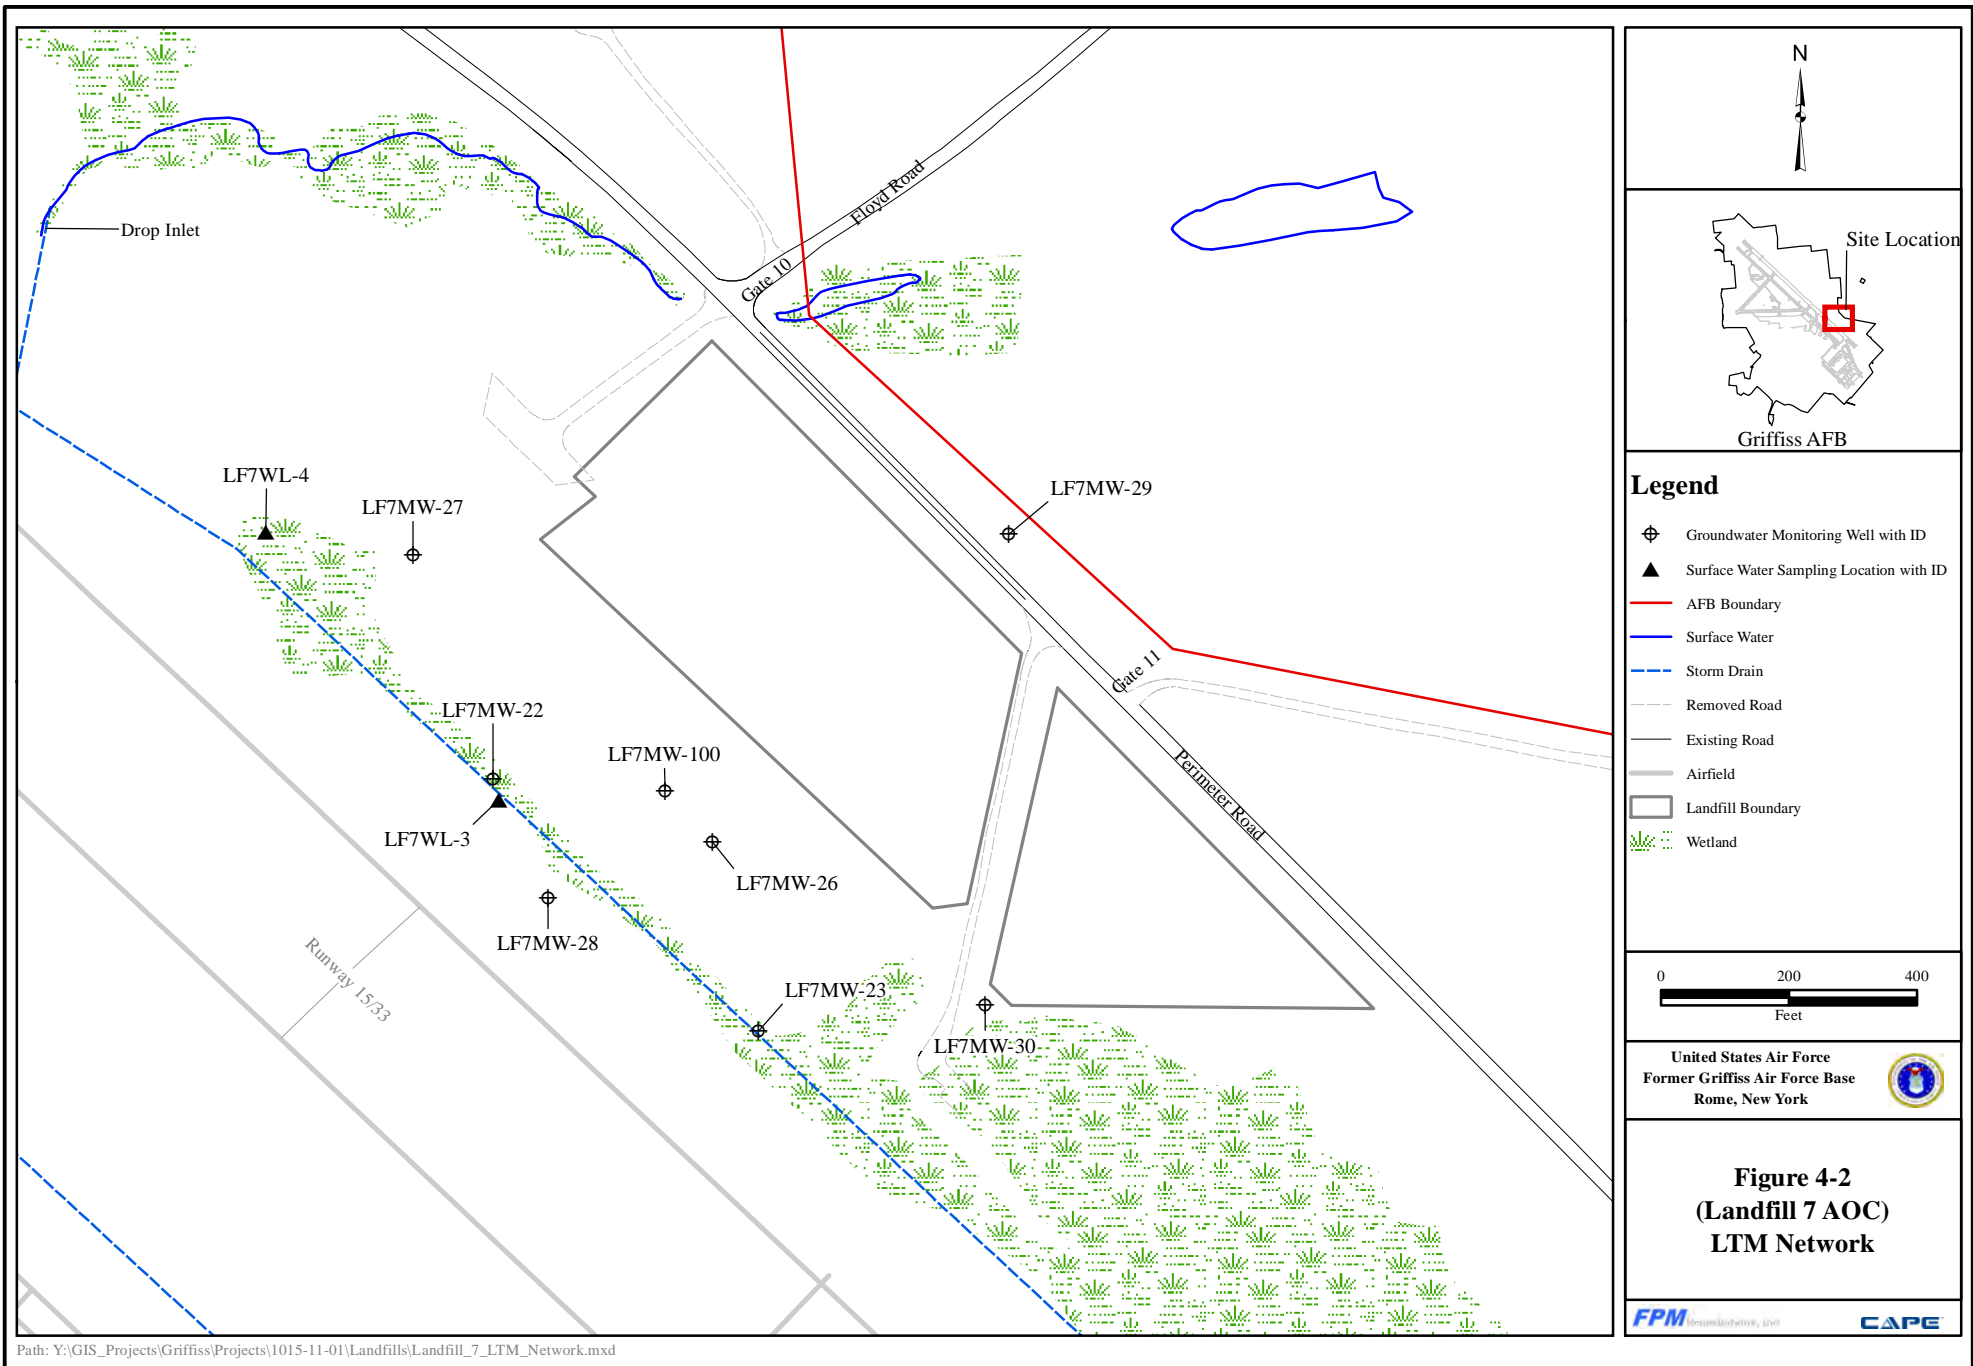 Drop Inlet
Floyd Road
Gate 10
LF7WL-4
LF7MW-27
LF7MW-29
LF7MW-22
LF7MW-100
Gate 11
LF7WL-3
LF7MW-26
Perimeter Road
LF7MW-28
Runway 15/33
LF7MW-23
LF7MW-30
N
Site Location
Griffiss AFB
Legend
Groundwater Monitoring Well with ID
Surface Water Sampling Location with ID
AFB Boundary
Surface Water
Storm Drain
Removed Road
Existing Road
Airfield
Landfill Boundary
Wetland
0 200 400
Feet
United States Air Force
Former Griffiss Air Force Base
Rome, New York
Figure 4-2
(Landfill 7 AOC)
LTM Network
FPM Remediations, Inc
CAPE
Path: Y:\GIS_Projects\Griffiss\Projects\1015-11-01\Landfills\Landfill_7_LTM_Network.mxd